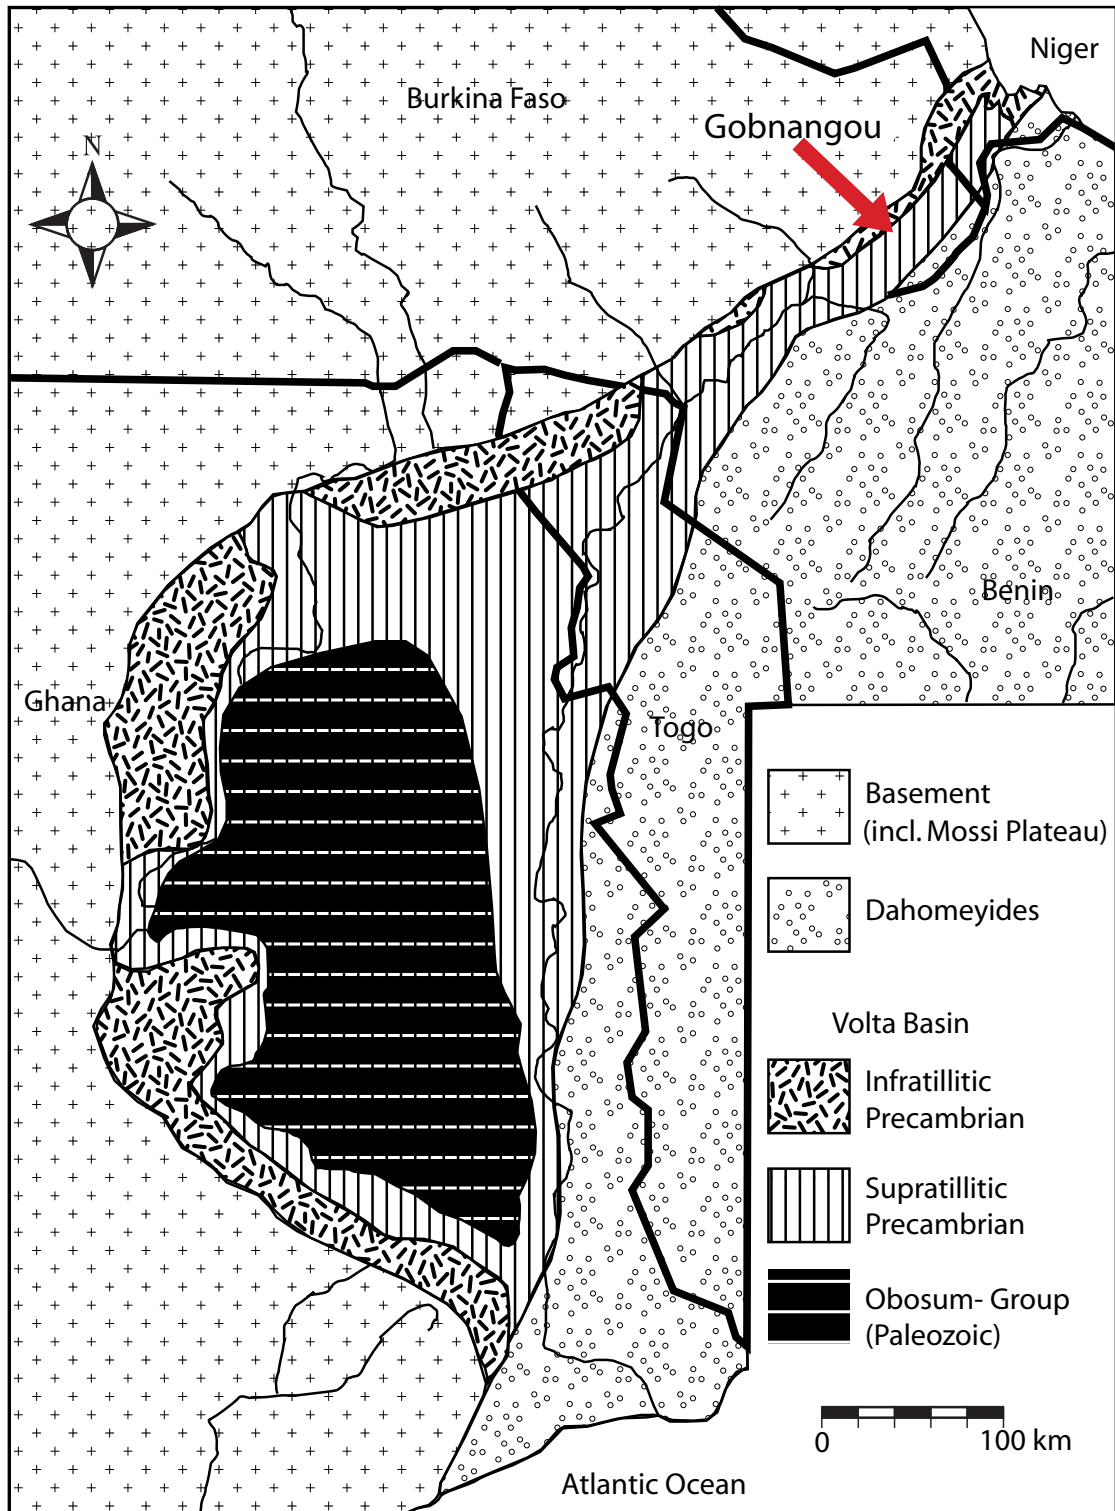 Niger
Burkina Faso
Gobnangou
N
Benin
Ghana
Togo
Basement
(incl. Mossi Plateau)
Dahomeyides
Volta Basin
Infratillitic
Precambrian
Supratillitic
Precambrian
Obosum- Group
(Paleozoic)
0 100 km
Atlantic Ocean